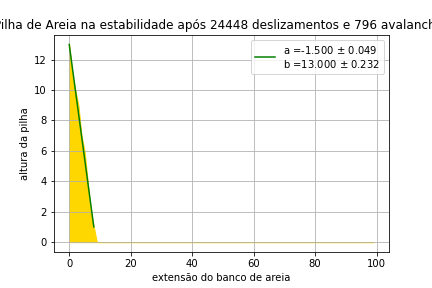 ilha de Areia na estabilidade após 24448 deslizamentos e 796 avalanch
a =-1.500 ± 0.049
b =13.000 ± 0.232
altura da pilha
12
10
8
6
4
2
0
0 20 40 60 80 100
extensão do banco de areia